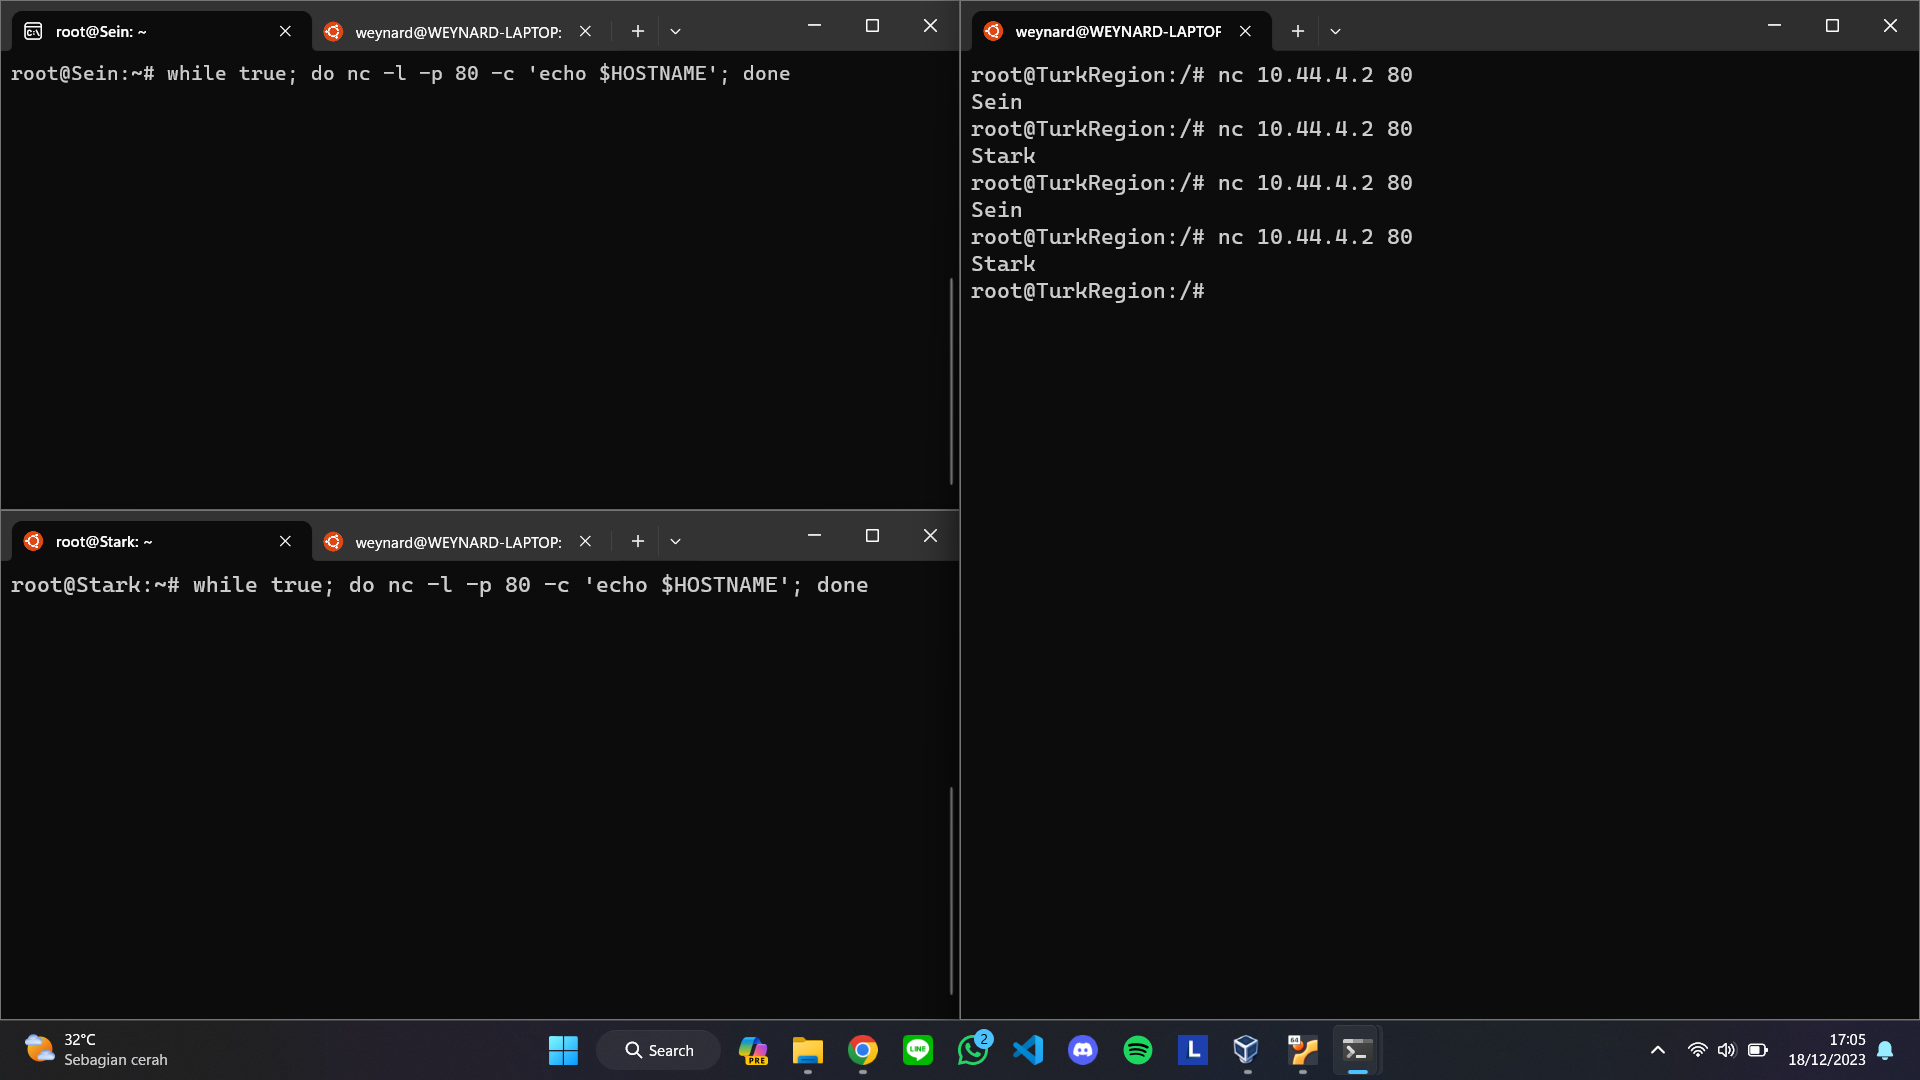 root@Sein: ~
weynard@WEYNARD-LAPTOP:
root@Sein:~# while true; do nc -l -p 80 -c 'echo $HOSTNAME'; done
root@Stark: ~
weynard@WEYNARD-LAPTOP:
root@Stark:~# while true; do nc -l -p 80 -c 'echo $HOSTNAME'; done
weynard@WEYNARD-LAPTOP
root@TurkRegion:/# nc 10.44.4.2 80
Sein
root@TurkRegion:/# nc 10.44.4.2 80
Stark
root@TurkRegion:/# nc 10.44.4.2 80
Sein
root@TurkRegion:/# nc 10.44.4.2 80
Stark
root@TurkRegion:/#
32°C
Sebagian cerah
Search
PRE
LINE
2
L
64
17:05
18/12/2023